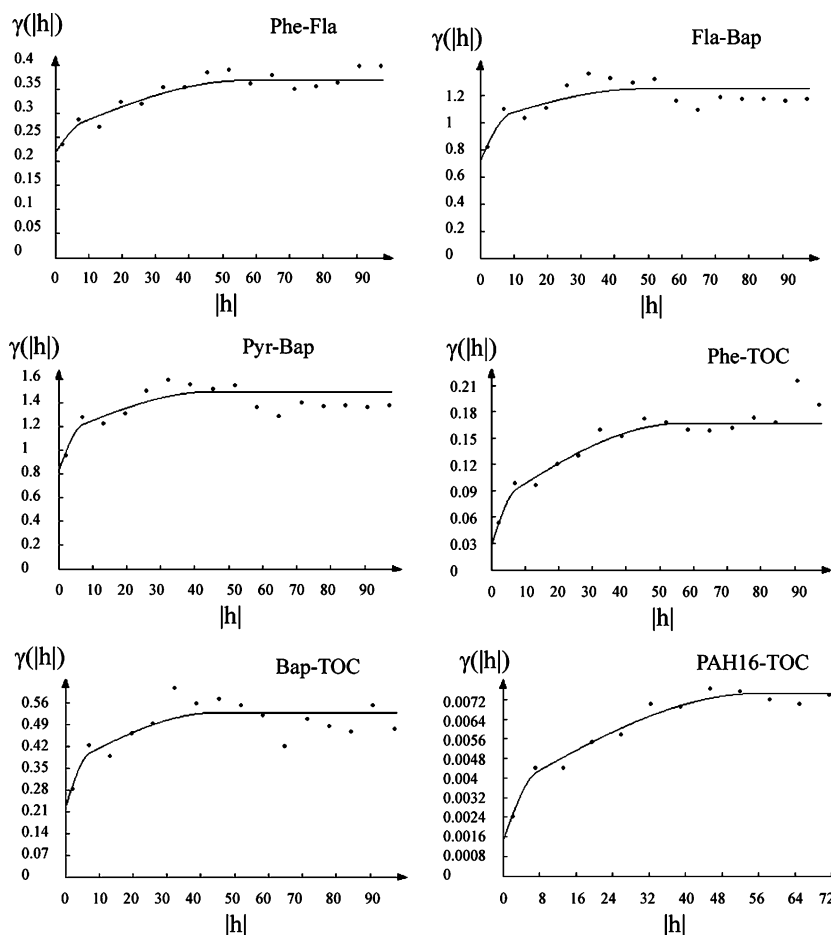 γ(|h|)
Phe-Fla
0.4
0.35
0.3
0.25
0.2
0.15
0.1
0.05
0
0 10 20 30 40 50 60 70 80 90
|h|
γ(|h|)
Fla-Bap
1.2
1
0.8
0.6
0.4
0.2
0
0 10 20 30 40 50 60 70 80 90
|h|
γ(|h|)
Pyr-Bap
1.6
1.4
1.2
1
0.8
0.6
0.4
0.2
0
0 10 20 30 40 50 60 70 80 90
|h|
γ(|h|)
Phe-TOC
0.21
0.18
0.15
0.12
0.09
0.06
0.03
0
0 10 20 30 40 50 60 70 80 90
|h|
γ(|h|)
Bap-TOC
0.56
0.49
0.42
0.35
0.28
0.21
0.14
0.07
0
0 10 20 30 40 50 60 70 80 90
|h|
γ(|h|)
PAH16-TOC
0.0072
0.0064
0.0056
0.0048
0.004
0.0032
0.0024
0.0016
0.0008
0
0 8 16 24 32 40 48 56 64 72
|h|